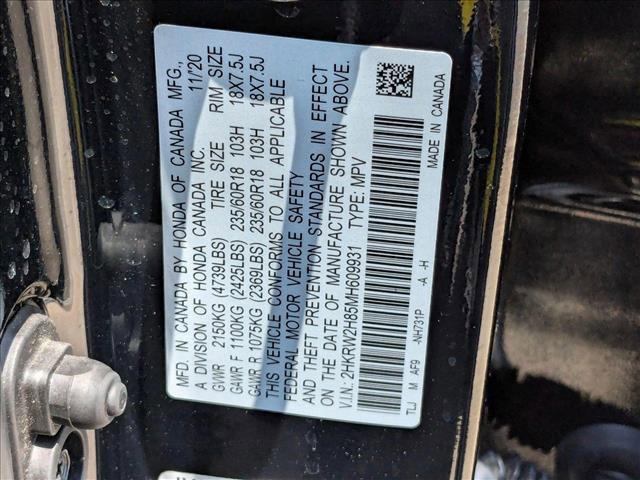 MFD. IN CANADA BY HONDA OF CANADA MFG.,
A DIVISION OF HONDA CANADA INC. 11/20
GVWR 2150KG (4739LBS) TIRE SIZE RIM SIZE
GAWR F 1100KG (2425LBS) 235/60R18 103H 18X7.5J
GAWR R 1075KG (2369LBS) 235/60R18 103H 18X7.5J
THIS VEHICLE CONFORMS TO ALL APPLICABLE
FEDERAL MOTOR VEHICLE SAFETY
AND THEFT PREVENTION STANDARDS IN EFFECT
ON THE DATE OF MANUFACTURE SHOWN ABOVE.
V.I.N.: 2HKRW2H85MH609931 TYPE: MPV
TLJ M AF9 -NH731P -A -H MADE IN CANADA